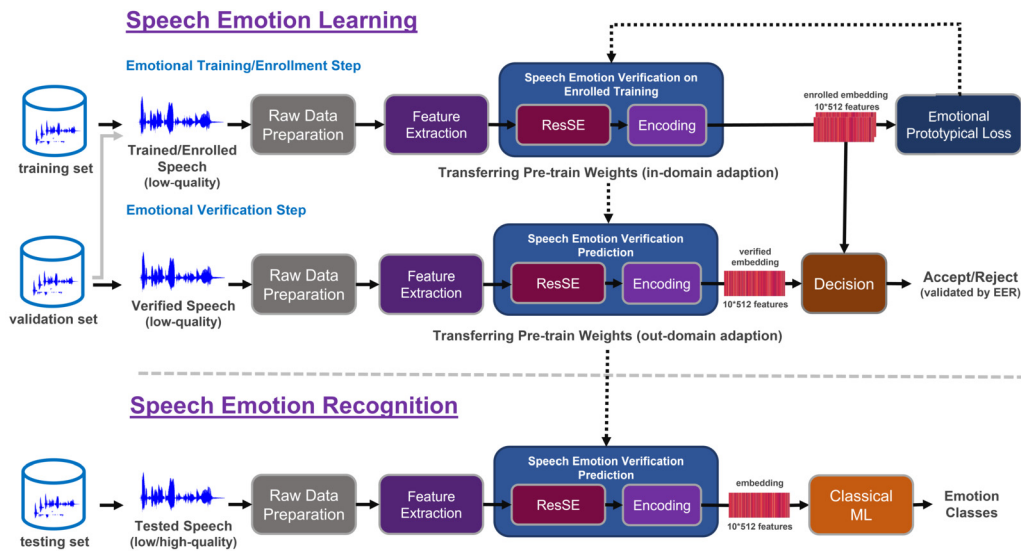 Speech Emotion Learning
Emotional Training/Enrollment Step
training set
Trained/Enrolled
Speech
(low-quality)
Raw Data
Preparation
Feature
Extraction
Speech Emotion Verification on
Enrolled Training
ResSE
Encoding
enrolled embedding
10*512 features
Emotional
Prototypical Loss
Transferring Pre-train Weights (in-domain adaption)
Emotional Verification Step
validation set
Verified Speech
(low-quality)
Raw Data
Preparation
Feature
Extraction
Speech Emotion Verification
Prediction
ResSE
Encoding
verified
embedding
10*512 features
Decision
Accept/Reject
(validated by EER)
Transferring Pre-train Weights (out-domain adaption)
Speech Emotion Recognition
testing set
Tested Speech
(low/high-quality)
Raw Data
Preparation
Feature
Extraction
Speech Emotion Verification
Prediction
ResSE
Encoding
embedding
10*512 features
Classical
ML
Emotion
Classes